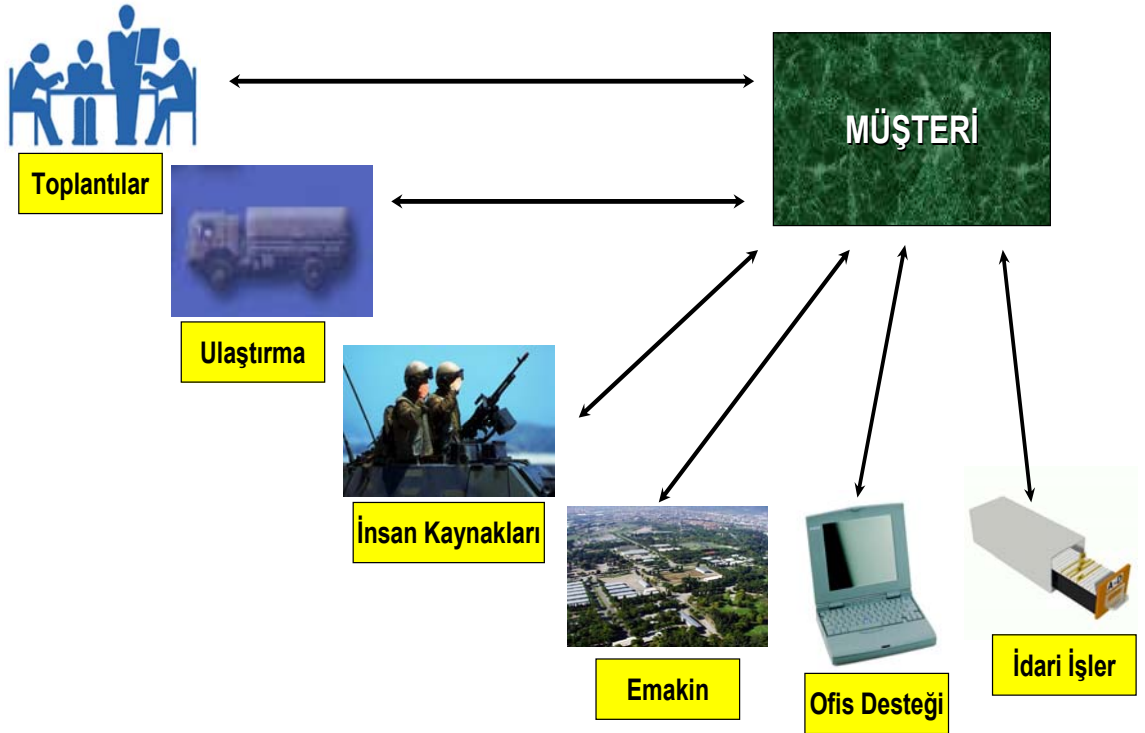 MÜŞTERİ
Toplantılar
Ulaştırma
İnsan Kaynakları
Emakin
Ofis Desteği
İdari İşler
A-D